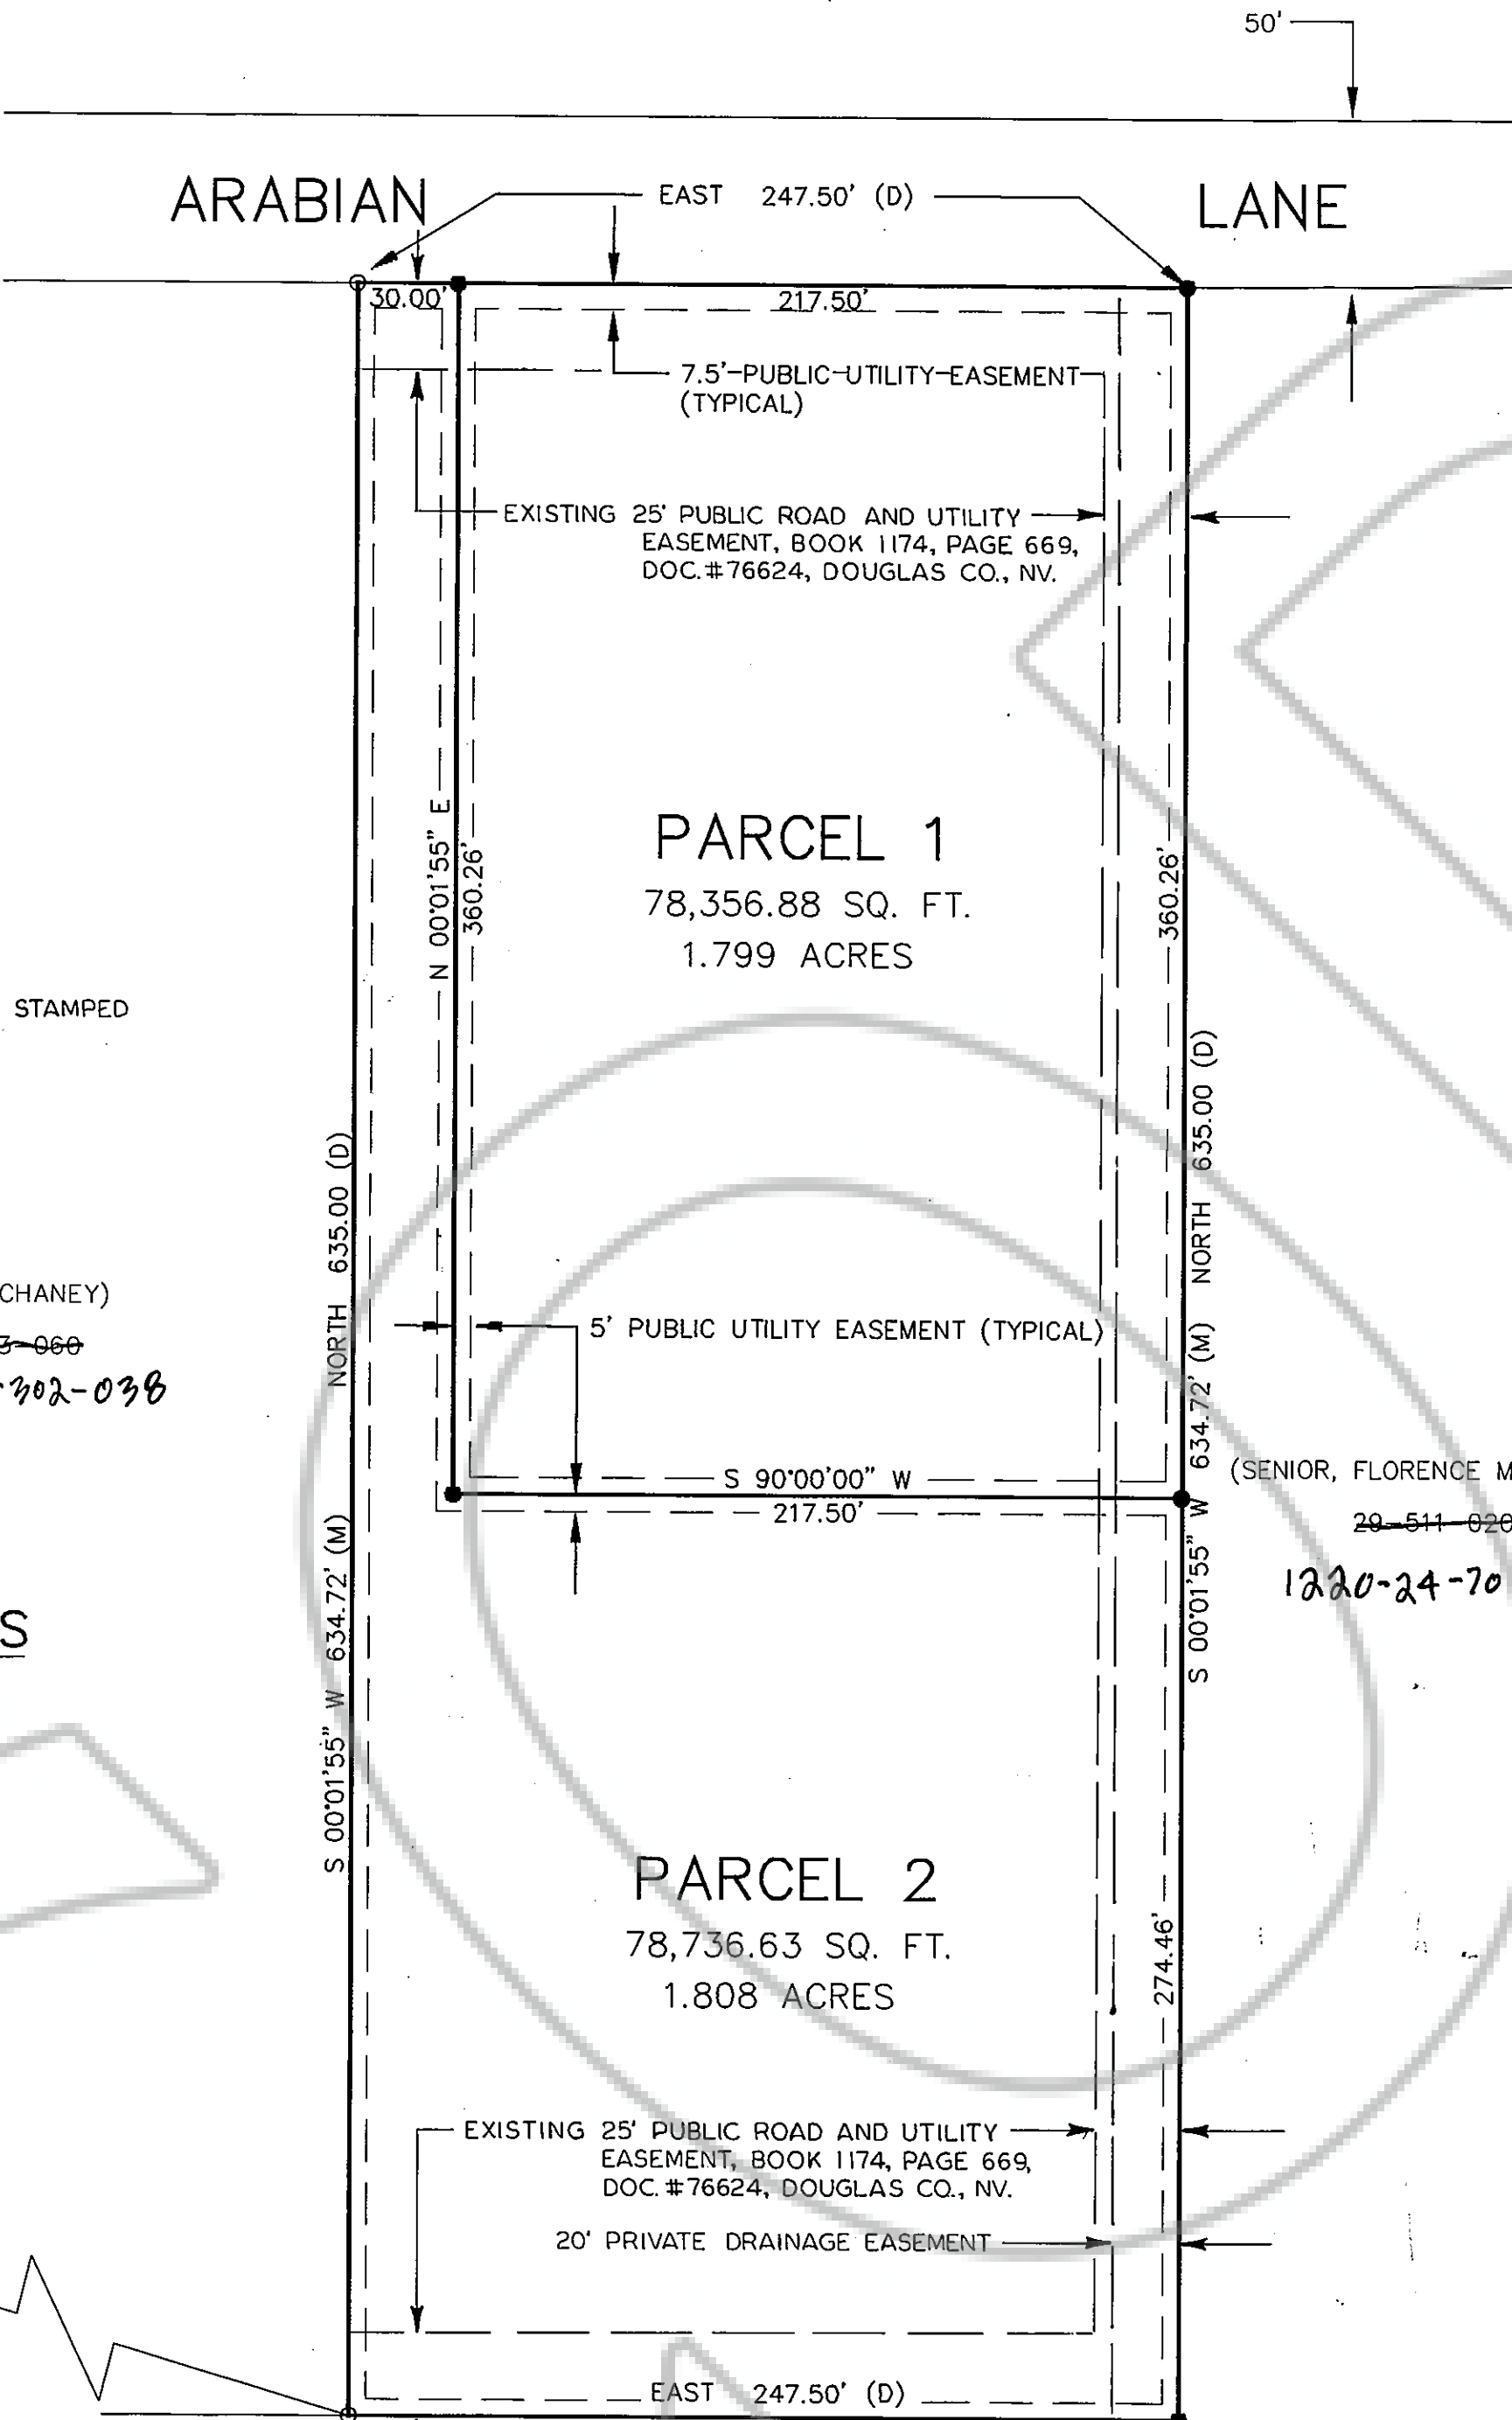 50'
ARABIAN
EAST 247.50' (D)
LANE
30.00'
217.50'
7.5' PUBLIC UTILITY EASEMENT
(TYPICAL)
EXISTING 25' PUBLIC ROAD AND UTILITY
EASEMENT, BOOK 1174, PAGE 669,
DOC.#76624, DOUGLAS CO., NV.
N 00°01'55" E
360.26'
PARCEL 1
78,356.88 SQ. FT.
1.799 ACRES
360.26'
STAMPED
NORTH 635.00 (D)
S 00°01'55" W 634.72' (M)
NORTH 635.00 (D)
S 00°01'55" W 634.72' (M)
CHANEY)
3-060
-302-038
5' PUBLIC UTILITY EASEMENT (TYPICAL)
S 90°00'00" W
217.50'
(SENIOR, FLORENCE M
29-511-020
1220-24-70
S
PARCEL 2
78,736.63 SQ. FT.
1.808 ACRES
274.46'
EXISTING 25' PUBLIC ROAD AND UTILITY
EASEMENT, BOOK 1174, PAGE 669,
DOC.#76624, DOUGLAS CO., NV.
20' PRIVATE DRAINAGE EASEMENT
EAST 247.50' (D)